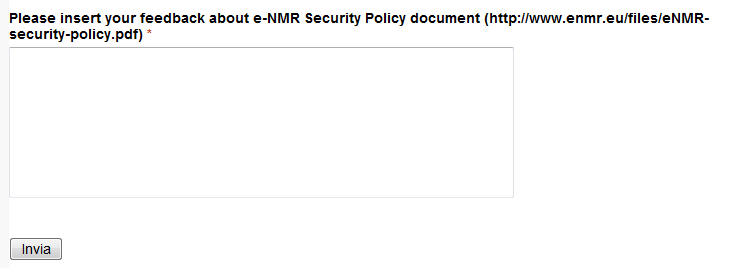 Please insert your feedback about e-NMR Security Policy document (http://www.enmr.eu/files/eNMR-
security-policy.pdf) *
Invia